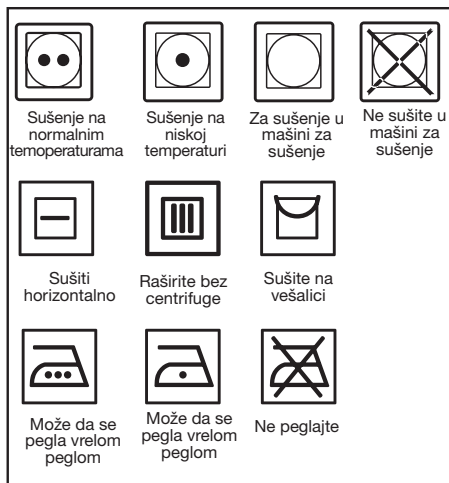 Sušenje na
normalnim
temoperaturama
Sušenje na
niskoj
temperaturi
Za sušenje u
mašini za
sušenje
Ne sušite u
mašini za
sušenje
Sušiti
horizontalno
Raširite bez
centrifuge
Sušite na
vešalici
Može da se
pegla vrelom
peglom
Može da se
pegla vrelom
peglom
Ne peglajte